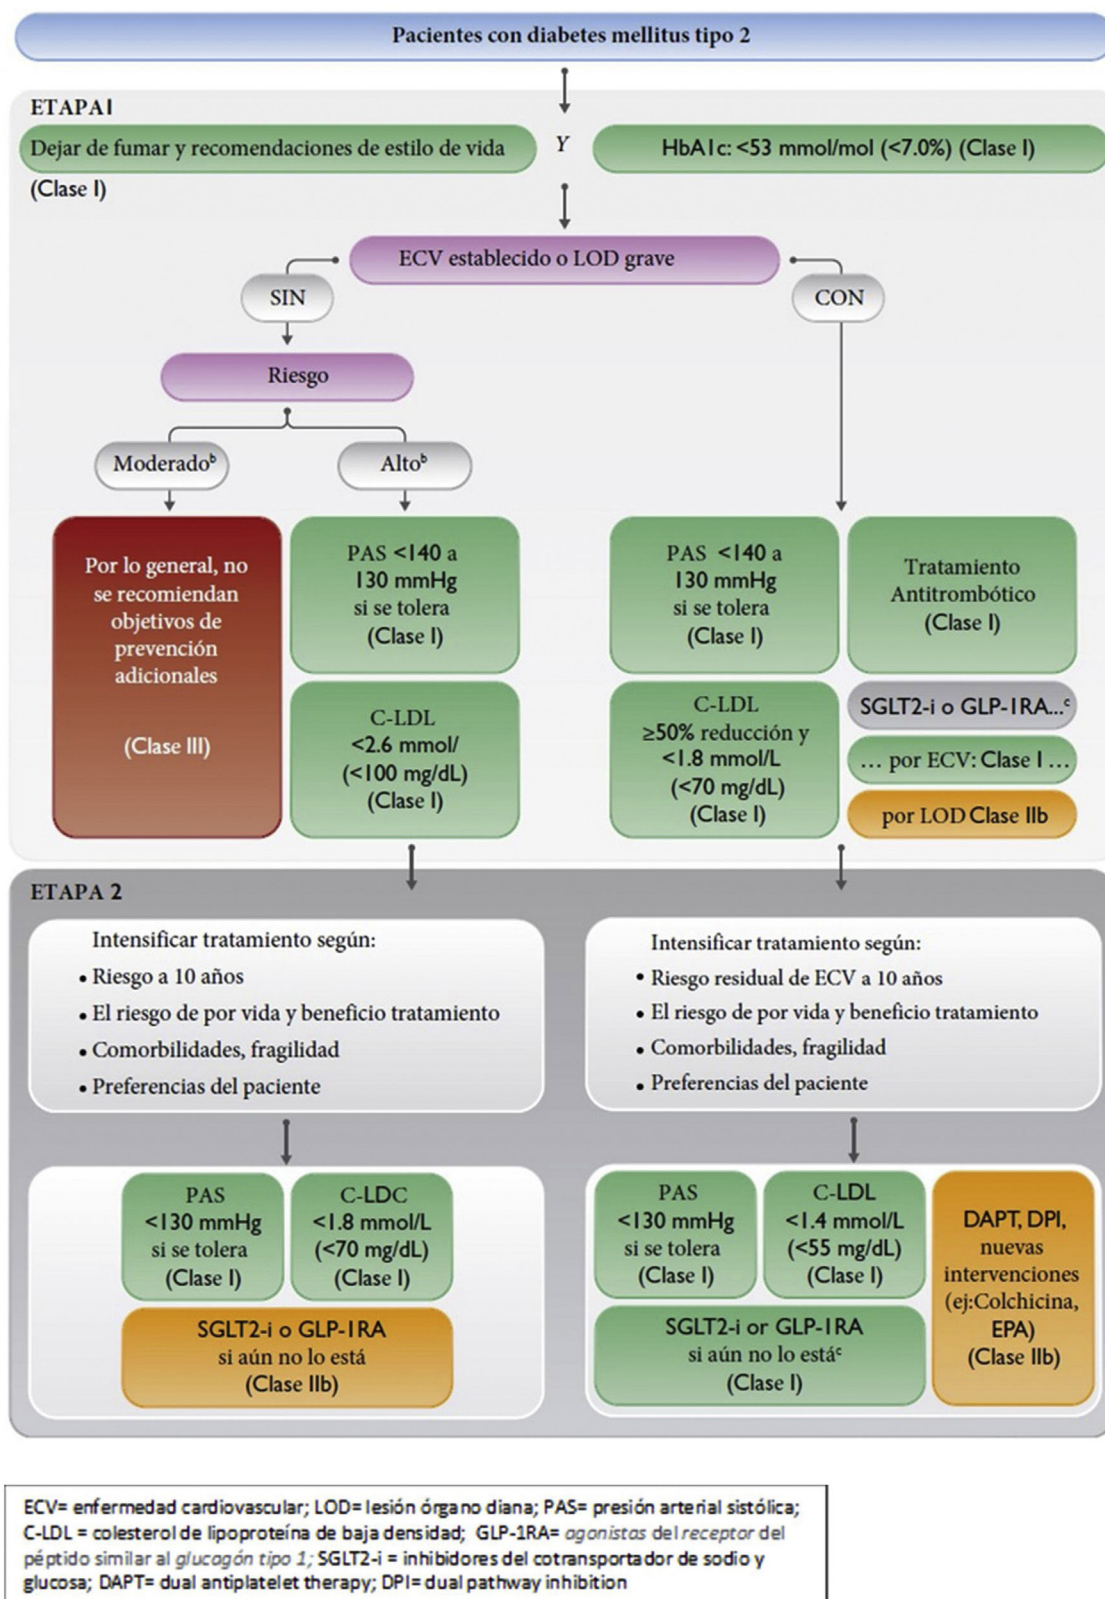 Pacientes con diabetes mellitus tipo 2
ETAPA1
Dejar de fumar y recomendaciones de estilo de vida
(Clase I)
Y
HbA1c: <53 mmol/mol (<7.0%) (Clase I)
ECV establecido o LOD grave
SIN
CON
Riesgo
Moderadoᵇ
Altoᵇ
Por lo general, no
se recomiendan
objetivos de
prevención
adicionales
(Clase III)
PAS <140 a
130 mmHg
si se tolera
(Clase I)
C-LDL
<2.6 mmol/
(<100 mg/dL)
(Clase I)
PAS <140 a
130 mmHg
si se tolera
(Clase I)
C-LDL
≥50% reducción y
<1.8 mmol/L
(<70 mg/dL)
(Clase I)
Tratamiento
Antitrombótico
(Clase I)
SGLT2-i o GLP-1RA...ᶜ
... por ECV: Clase I ...
por LOD Clase IIb
ETAPA 2
Intensificar tratamiento según:
• Riesgo a 10 años
• El riesgo de por vida y beneficio tratamiento
• Comorbilidades, fragilidad
• Preferencias del paciente
Intensificar tratamiento según:
• Riesgo residual de ECV a 10 años
• El riesgo de por vida y beneficio tratamiento
• Comorbilidades, fragilidad
• Preferencias del paciente
PAS
<130 mmHg
si se tolera
(Clase I)
C-LDC
<1.8 mmol/L
(<70 mg/dL)
(Clase I)
SGLT2-i o GLP-1RA
si aún no lo está
(Clase IIb)
PAS
<130 mmHg
si se tolera
(Clase I)
C-LDL
<1.4 mmol/L
(<55 mg/dL)
(Clase I)
SGLT2-i or GLP-1RA
si aún no lo estáᶜ
(Clase I)
DAPT, DPI,
nuevas
intervenciones
(ej:Colchicina,
EPA)
(Clase IIb)
ECV= enfermedad cardiovascular; LOD= lesión órgano diana; PAS= presión arterial sistólica;
C-LDL = colesterol de lipoproteína de baja densidad; GLP-1RA= agonistas del receptor del
péptido similar al glucagón tipo 1; SGLT2-i = inhibidores del cotransportador de sodio y
glucosa; DAPT= dual antiplatelet therapy; DPI= dual pathway inhibition